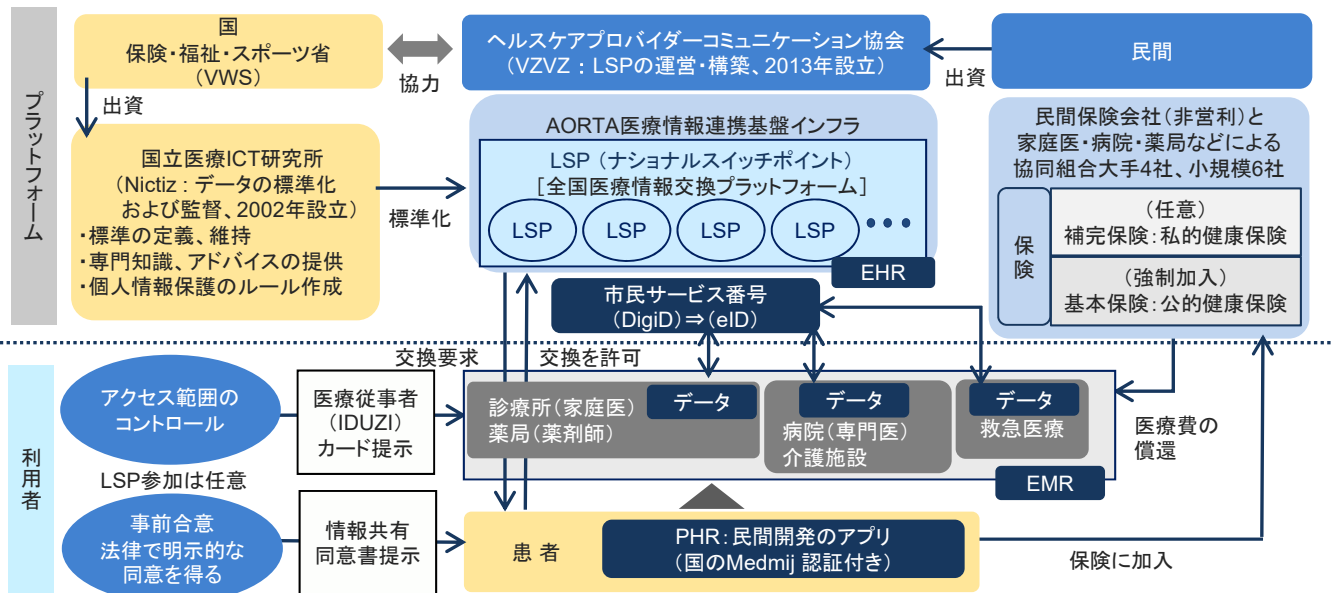 プラットフォーム
国
保険・福祉・スポーツ省
（VWS）
協力
ヘルスケアプロバイダーコミュニケーション協会
（VZVZ：LSPの運営・構築、2013年設立）
出資
民間
出資
国立医療ICT研究所
（Nictiz：データの標準化
および監督、2002年設立）
・標準の定義、維持
・専門知識、アドバイスの提供
・個人情報保護のルール作成
標準化
AORTA医療情報連携基盤インフラ
LSP（ナショナルスイッチポイント）
［全国医療情報交換プラットフォーム］
LSP
LSP
LSP
LSP
•••
EHR
民間保険会社（非営利）と
家庭医・病院・薬局などによる
協同組合大手4社、小規模6社
保険
（任意）
補完保険：私的健康保険
（強制加入）
基本保険：公的健康保険
市民サービス番号
（DigiD）⇒（eID）
利用者
交換要求
交換を許可
アクセス範囲の
コントロール
医療従事者
（IDUZI）
カード提示
診療所（家庭医）
薬局（薬剤師）
データ
データ
病院（専門医）
介護施設
データ
救急医療
EMR
医療費の
償還
LSP参加は任意
事前合意
法律で明示的な
同意を得る
情報共有
同意書提示
患者
PHR：民間開発のアプリ
（国のMedmij 認証付き）
保険に加入